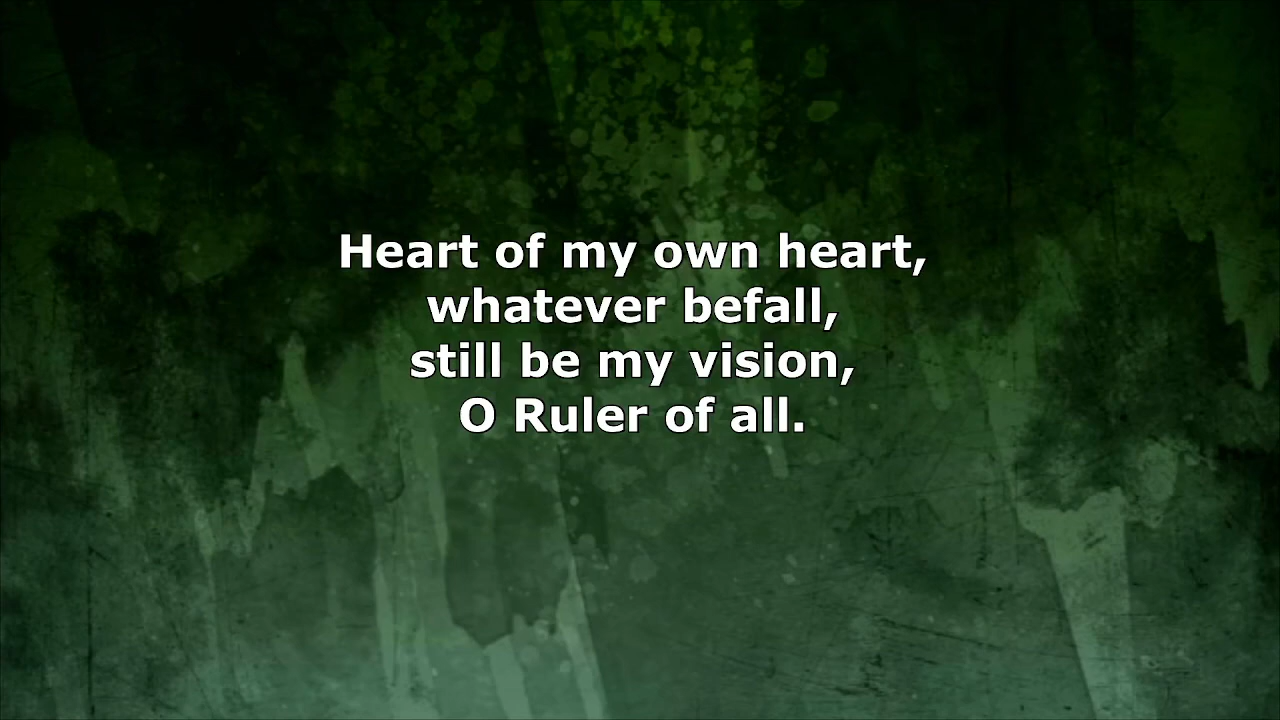 Heart of my own heart,
whatever befall,
still be my vision,
O Ruler of all.